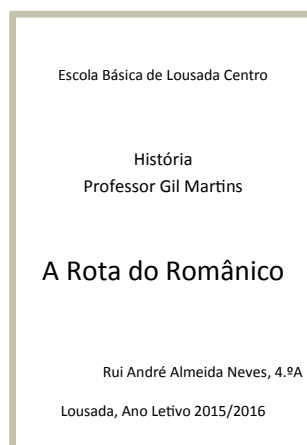 Escola Básica de Lousada Centro
História
Professor Gil Martins
A Rota do Românico
Rui André Almeida Neves, 4.ºA
Lousada, Ano Letivo 2015/2016